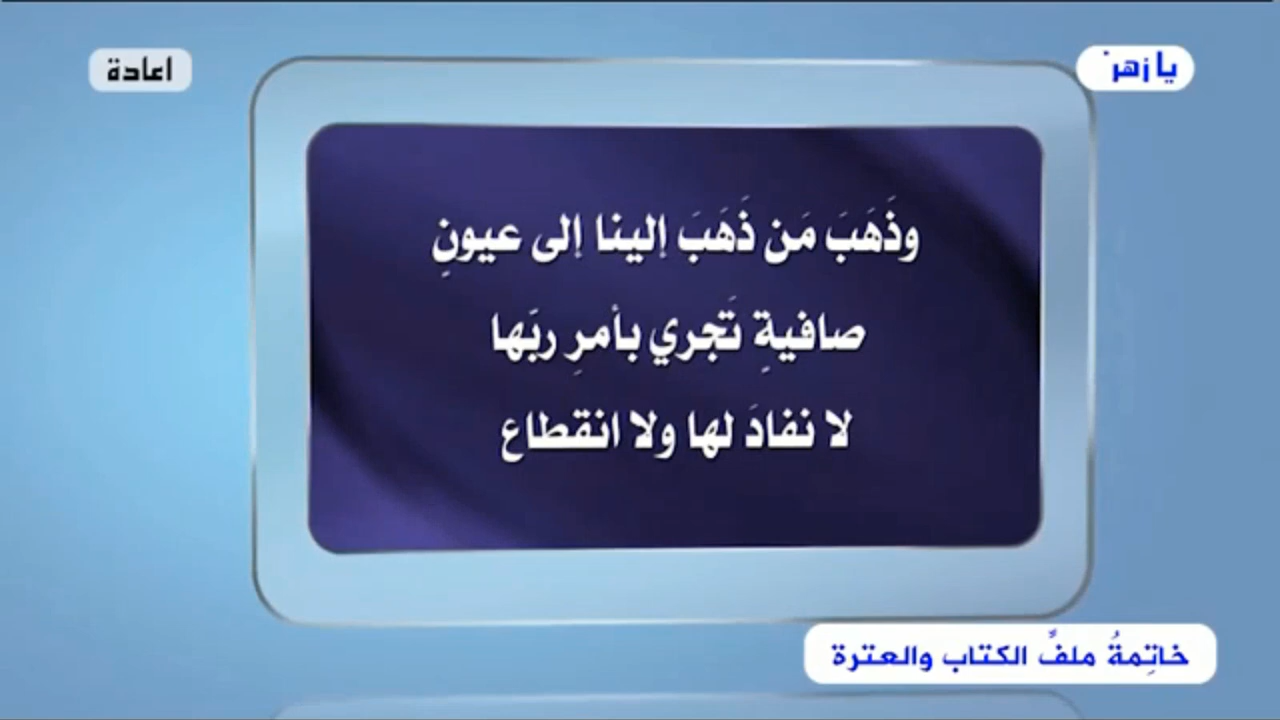 يا زهر
اعادة
وذَهَبَ مَن ذَهَبَ إلينا إلى عيونِ
صافيةِ تَجري بأمرِ ربَها
لا نفادَ لها ولا انقطاع
خاتِمةُ ملفِّ الكتاب والعترة